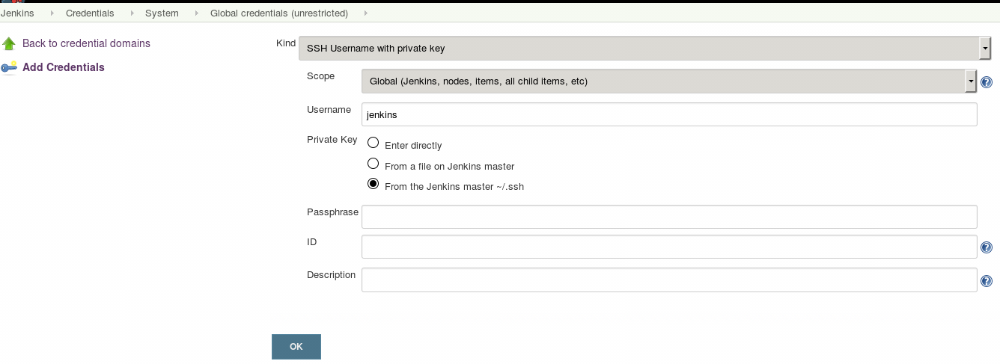 Jenkins Credentials System Global credentials (unrestricted)
Back to credential domains
Add Credentials
Kind SSH Username with private key
Scope Global (Jenkins, nodes, items, all child items, etc)
Username jenkins
Private Key Enter directly
From a file on Jenkins master
From the Jenkins master ~/.ssh
Passphrase
ID
Description
OK